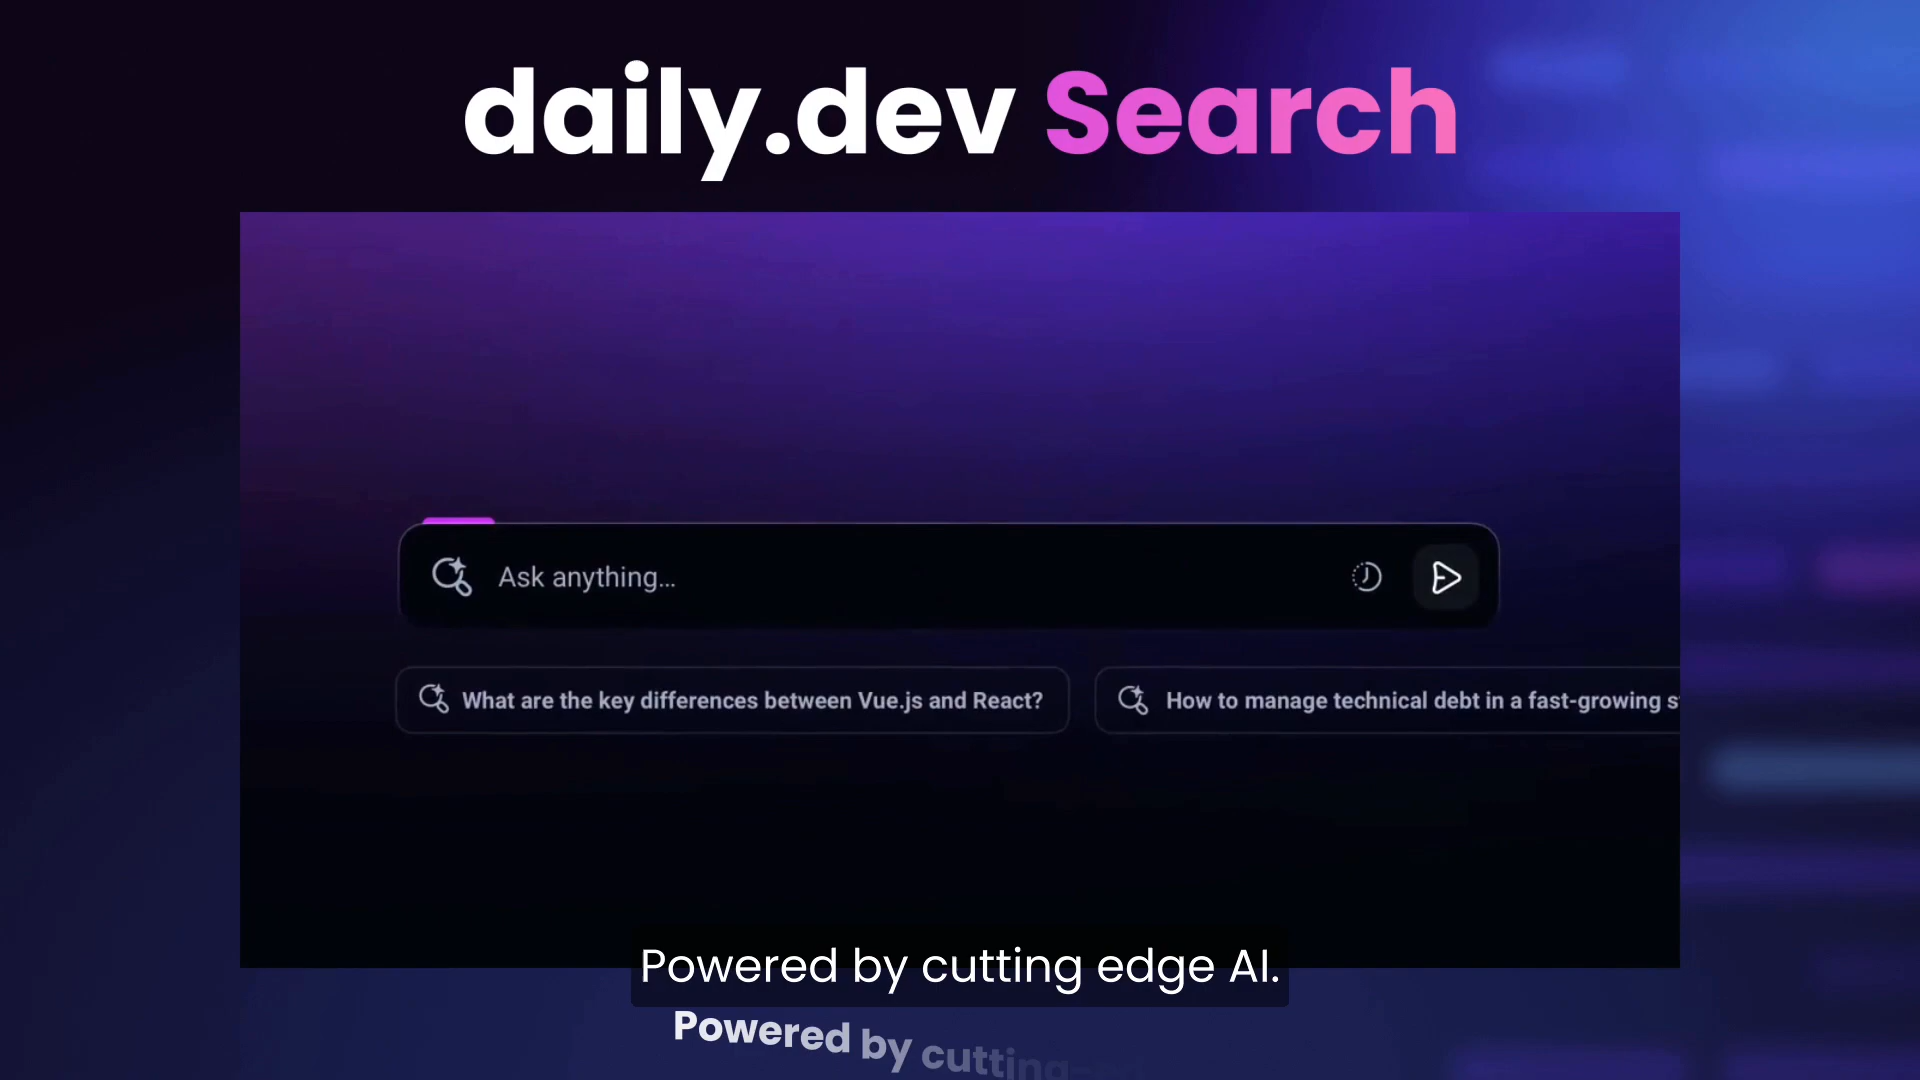 daily.dev Search
Ask anything...
What are the key differences between Vue.js and React?
How to manage technical debt in a fast-growing
Powered by cutting edge AI.
Powered by cutting-